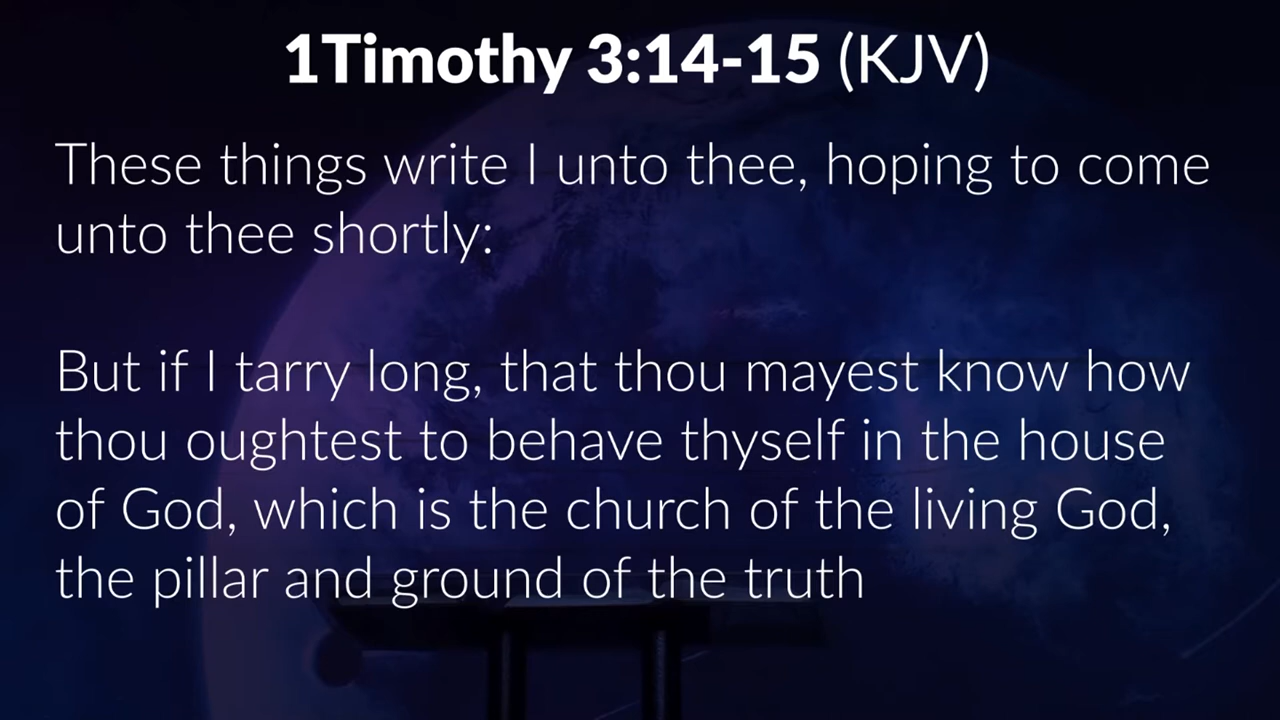 1Timothy 3:14-15 (KJV)
These things write I unto thee, hoping to come
unto thee shortly:
But if I tarry long, that thou mayest know how
thou oughtest to behave thyself in the house
of God, which is the church of the living God,
the pillar and ground of the truth